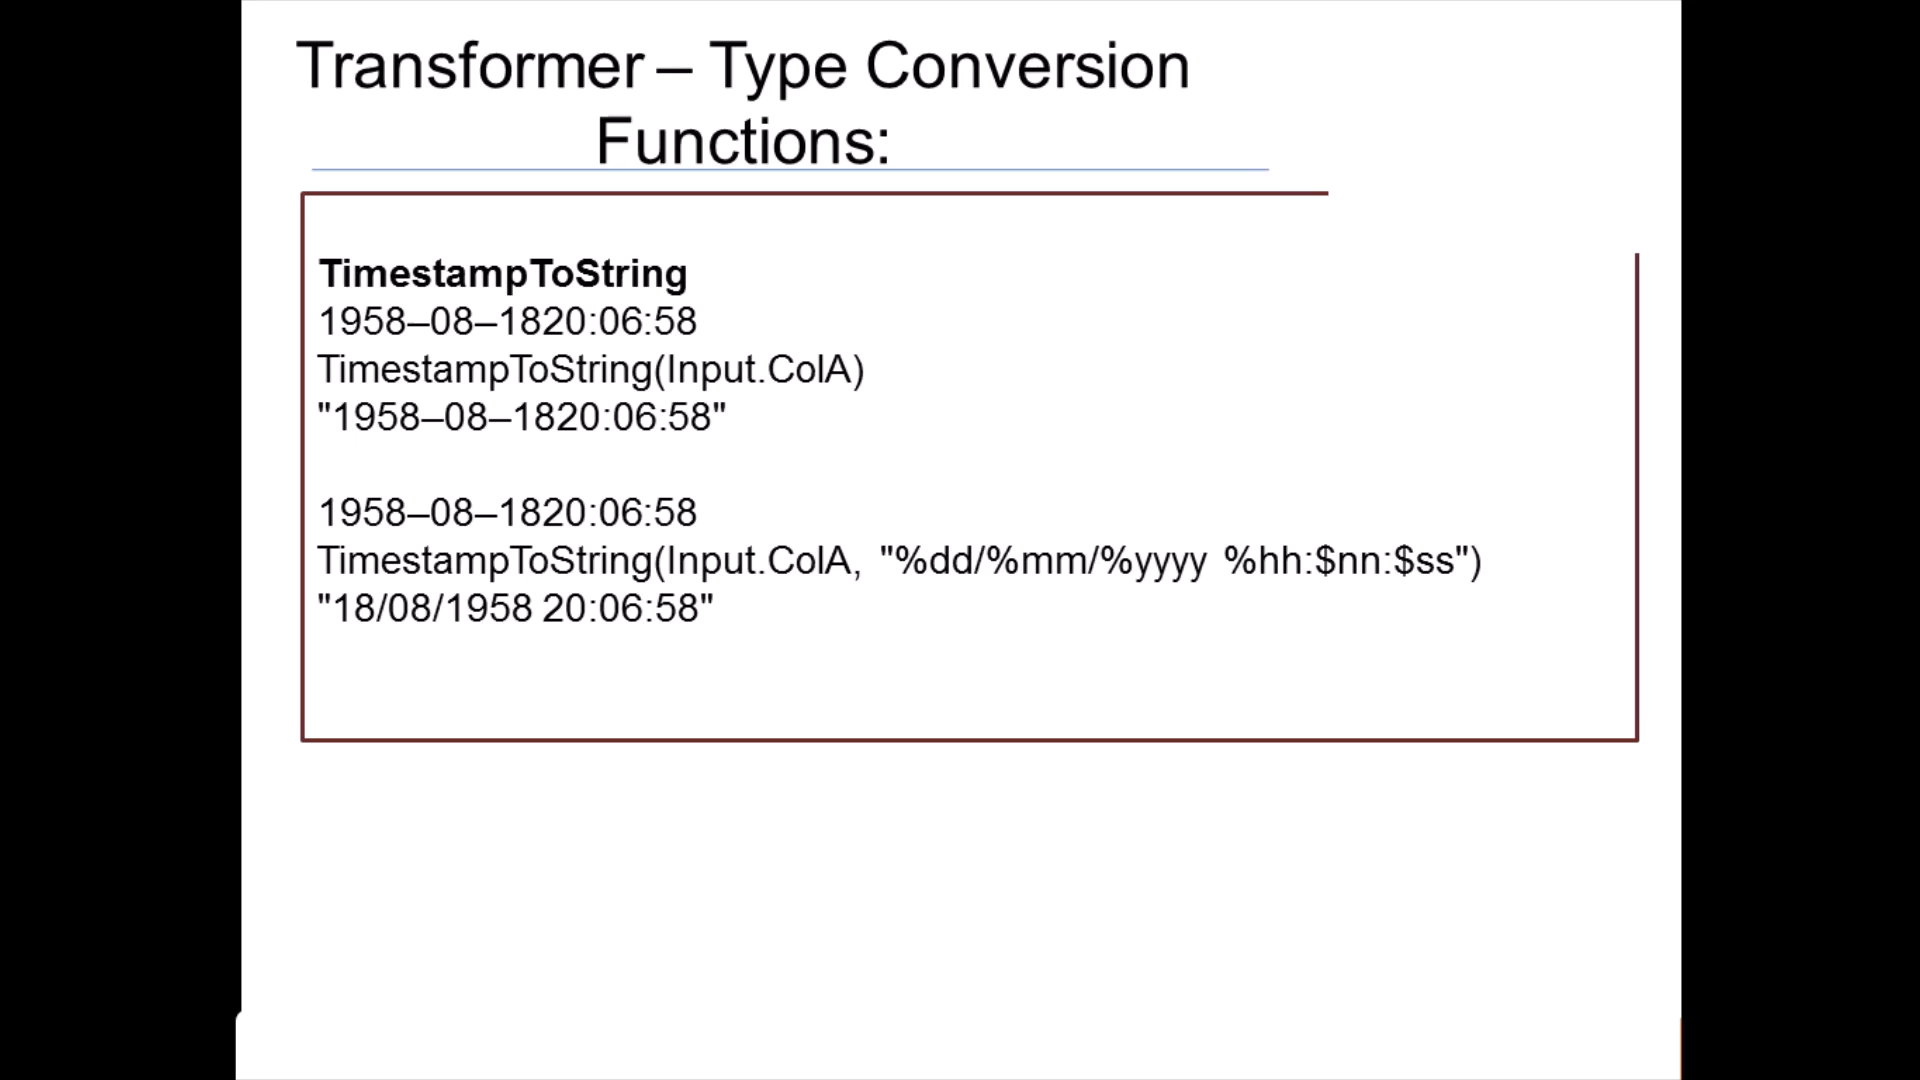 Transformer – Type Conversion
Functions:
TimestampToString
1958–08–1820:06:58
TimestampToString(Input.ColA)
"1958–08–1820:06:58"
1958–08–1820:06:58
TimestampToString(Input.ColA, "%dd/%mm/%yyyy %hh:$nn:$ss")
"18/08/1958 20:06:58"